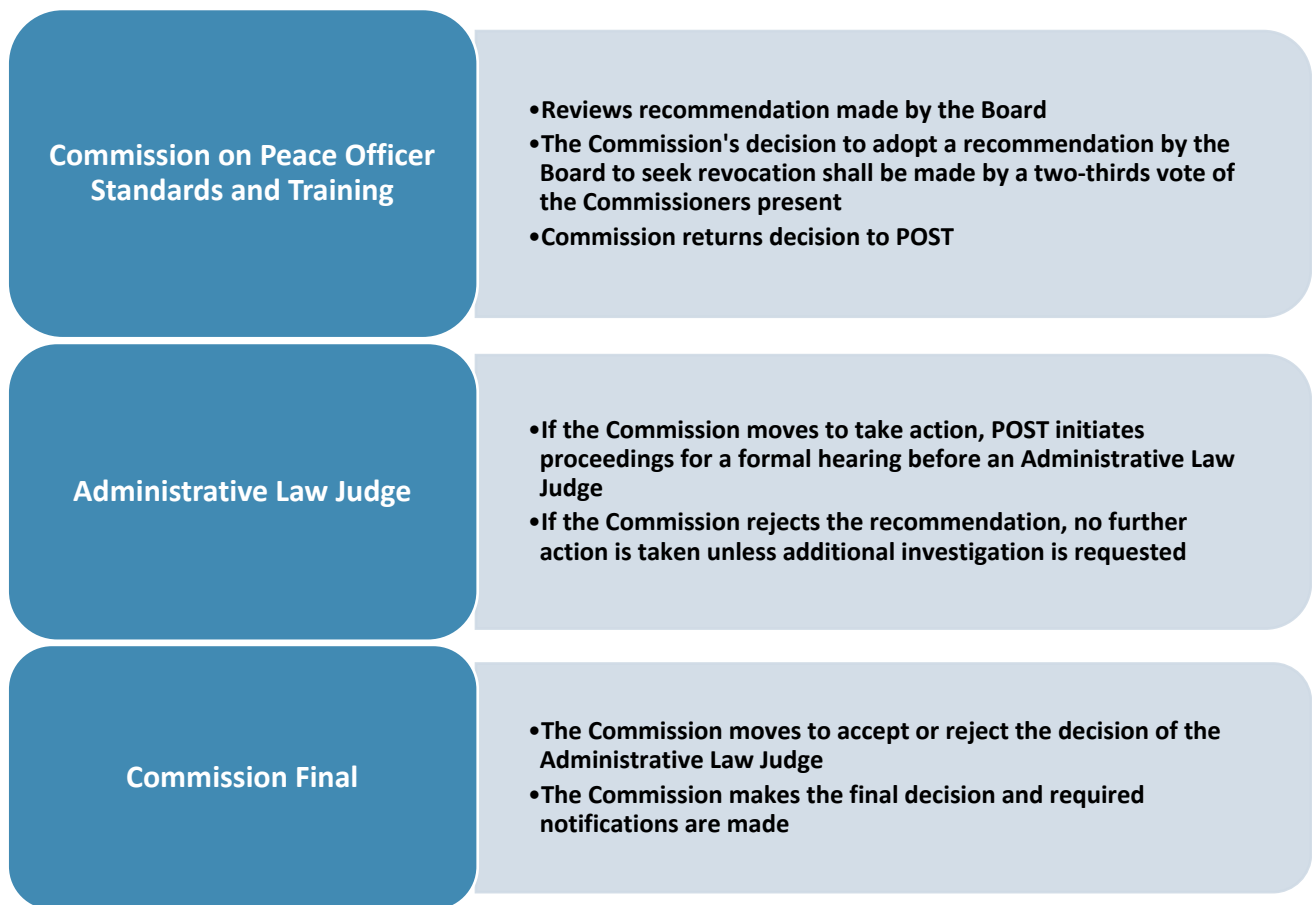 Commission on Peace Officer
Standards and Training
•Reviews recommendation made by the Board
•The Commission's decision to adopt a recommendation by the
Board to seek revocation shall be made by a two-thirds vote of
the Commissioners present
•Commission returns decision to POST
Administrative Law Judge
•If the Commission moves to take action, POST initiates
proceedings for a formal hearing before an Administrative Law
Judge
•If the Commission rejects the recommendation, no further
action is taken unless additional investigation is requested
Commission Final
•The Commission moves to accept or reject the decision of the
Administrative Law Judge
•The Commission makes the final decision and required
notifications are made